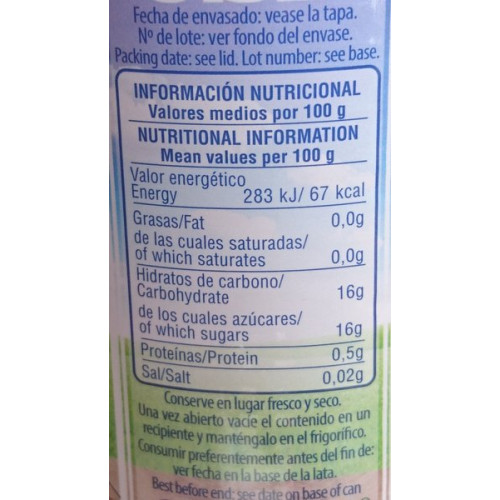 Fecha de envasado: vease la tapa.
Nº de lote: ver fondo del envase.
Packing date: see lid. Lot number: see base.
INFORMACIÓN NUTRICIONAL
Valores medios por 100 g
NUTRITIONAL INFORMATION
Mean values per 100 g
Valor energético
Energy 283 kJ/ 67 kcal
Grasas/Fat 0,0g
de las cuales saturadas/
of which saturates 0,0g
Hidratos de carbono/
Carbohydrate 16g
de los cuales azúcares/
of which sugars 16g
Proteínas/Protein 0,5g
Sal/Salt 0,02g
Conserve en lugar fresco y seco.
Una vez abierto vacíe el contenido en un
recipiente y manténgalo en el frigorífico.
Consumir preferentemente antes del fin de:
ver fecha en la base de la lata.
Best before end: see date on base of can